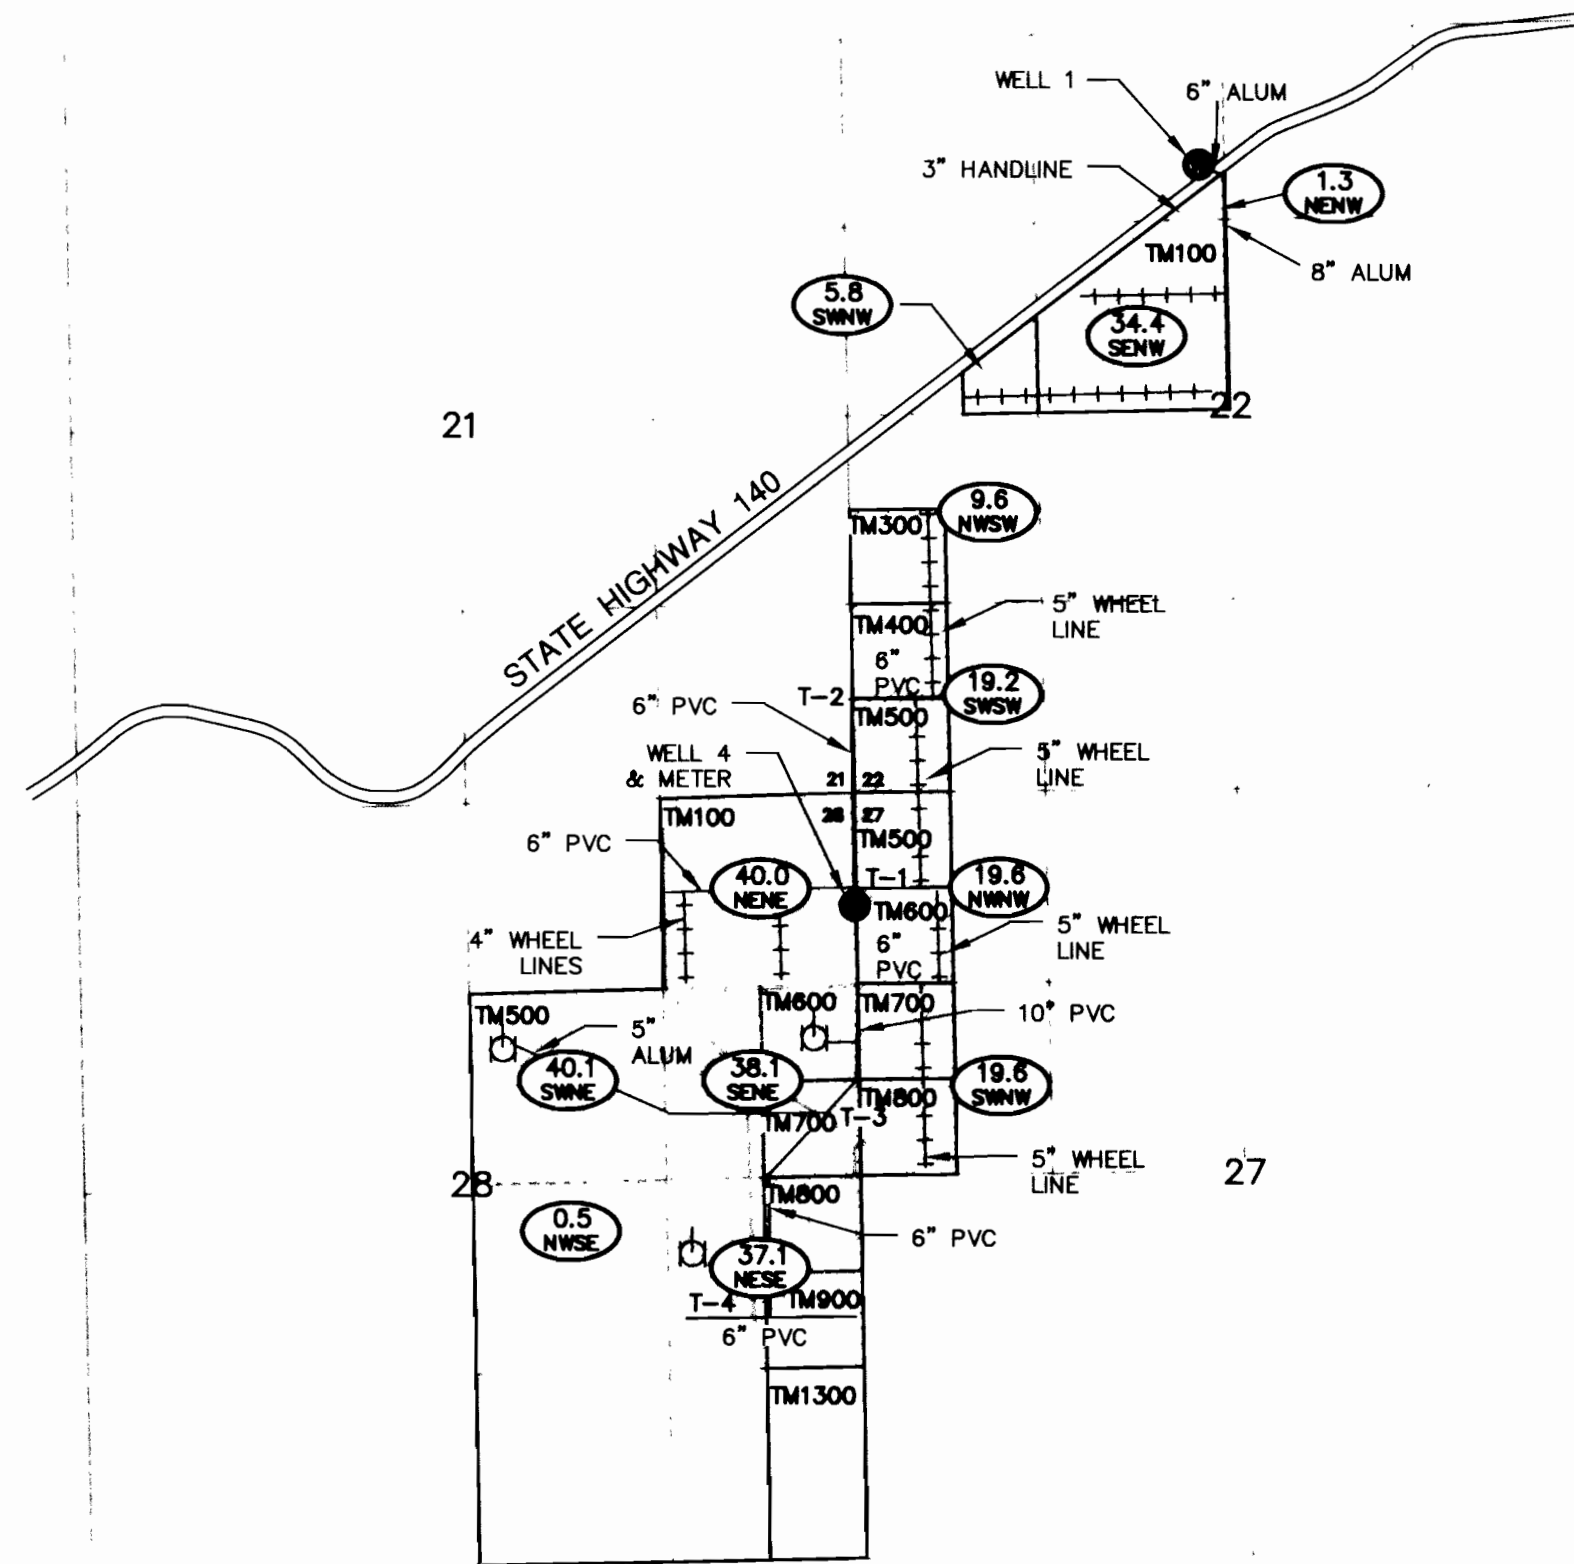 WELL 1
6" ALUM
3" HANDLINE
1.3
NENW
TM100
8" ALUM
5.8
SWNW
34.4
SENW
22
21
STATE HIGHWAY 140
9.6
NWSW
TM300
5" WHEEL
LINE
TM400
6"
PVC
T-2
19.2
SWSW
6" PVC
TM500
WELL 4
& METER
5" WHEEL
LINE
21 22
28 27
TM100
TM500
6" PVC
T-1
40.0
NENE
19.6
NWNW
TM600
4" WHEEL
LINES
6"
PVC
5" WHEEL
LINE
TM500
TM600
TM700
10" PVC
5"
ALUM
40.1
SWNE
38.1
SENE
19.6
SWNW
TM800
TM700
T-3
5" WHEEL
LINE
27
28
TM800
0.5
NWSE
6" PVC
37.1
NESE
T-4
TM900
6" PVC
TM1300